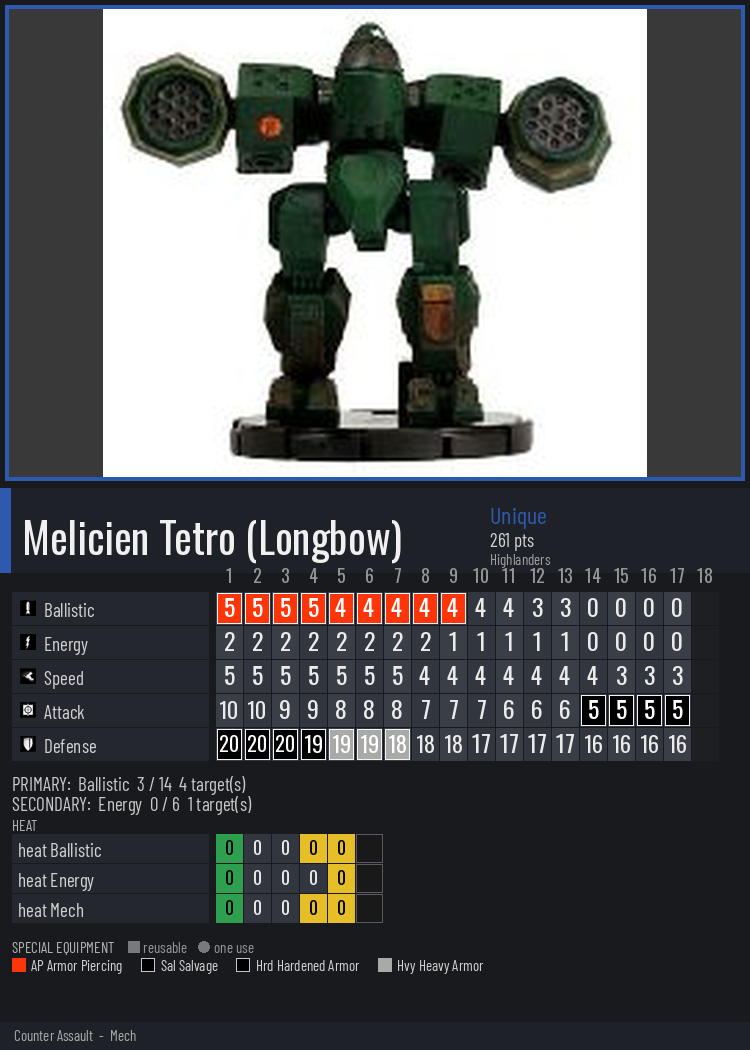 Melicien Tetro (Longbow)
Unique
261 pts
Highlanders
1 2 3 4 5 6 7 8 9 10 11 12 13 14 15 16 17 18
Ballistic 5 5 5 5 4 4 4 4 4 4 4 3 3 0 0 0 0
Energy 2 2 2 2 2 2 2 2 1 1 1 1 1 0 0 0 0
Speed 5 5 5 5 5 5 5 4 4 4 4 4 4 4 3 3 3
Attack 10 10 9 9 8 8 8 7 7 7 6 6 6 5 5 5 5
Defense 20 20 20 19 19 19 18 18 18 17 17 17 17 16 16 16 16
PRIMARY: Ballistic 3 / 14 4 target(s)
SECONDARY: Energy 0 / 6 1 target(s)
HEAT
heat Ballistic 0 0 0 0 0
heat Energy 0 0 0 0 0
heat Mech 0 0 0 0 0
SPECIAL EQUIPMENT reusable one use
AP Armor Piercing Sal Salvage Hrd Hardened Armor Hvy Heavy Armor
Counter Assault - Mech